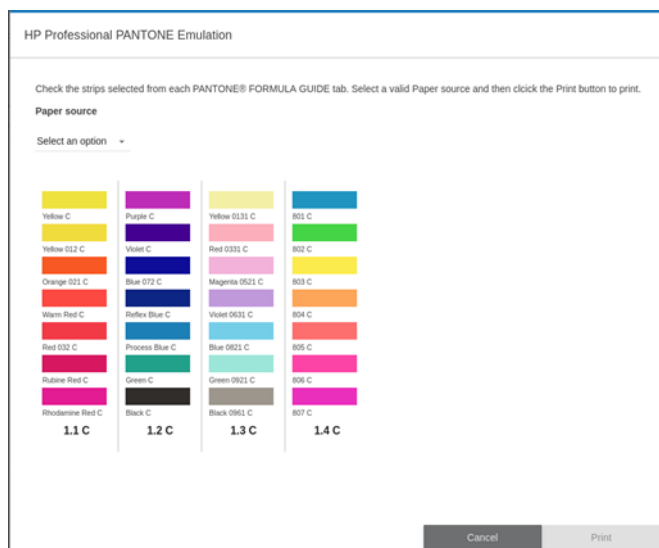 HP Professional PANTONE Emulation
Check the strips selected from each PANTONE® FORMULA GUIDE tab. Select a valid Paper source and then clcick the Print button to print.
Paper source
Select an option
Yellow C
Purple C
Yellow 0131 C
801 C
Yellow 012 C
Violet C
Red 0331 C
802 C
Orange 021 C
Blue 072 C
Magenta 0521 C
803 C
Warm Red C
Reflex Blue C
Violet 0631 C
804 C
Red 032 C
Process Blue C
Blue 0821 C
805 C
Rubine Red C
Green C
Green 0921 C
806 C
Rhodamine Red C
Black C
Black 0961 C
807 C
1.1 C
1.2 C
1.3 C
1.4 C
Cancel
Print